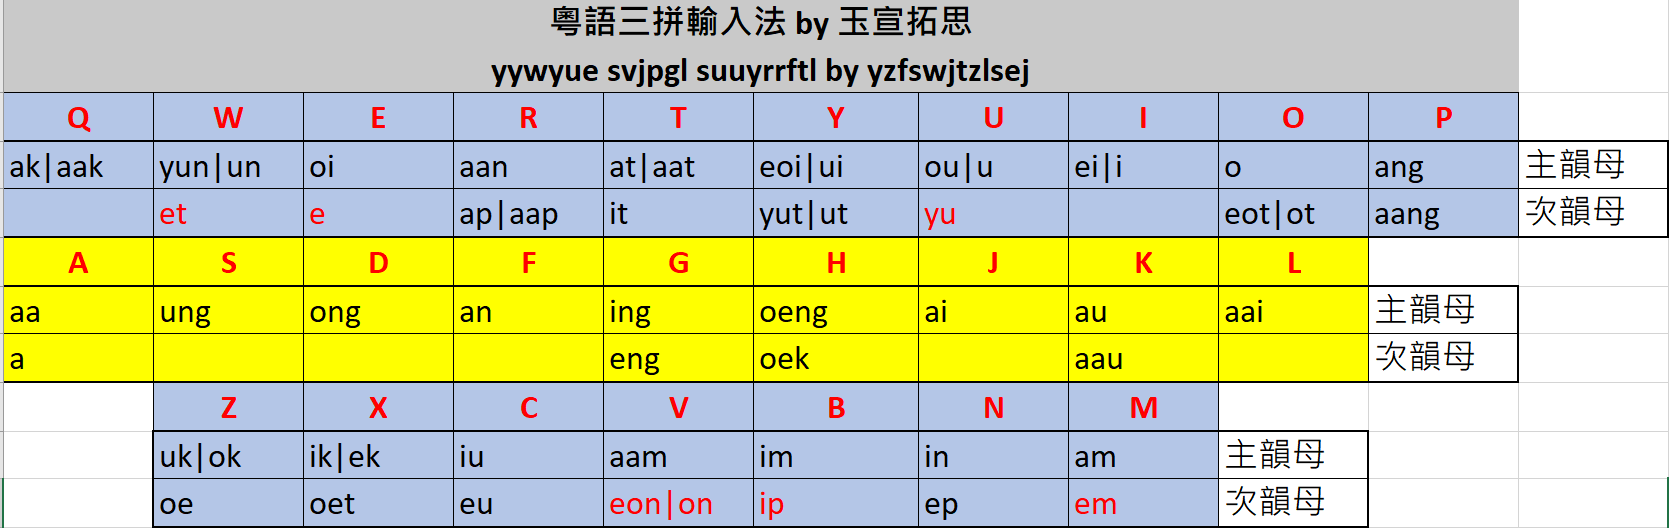 粵語三拼輸入法 by 玉宣拓思
yywyue svjpgl suuyrrftl by yzfswjtzlsej
Q W E R T Y U I O P
ak|aak yun|un oi aan at|aat eoi|ui ou|u ei|i o ang 主韻母
et e ap|aap it yut|ut yu eot|ot aang 次韻母
A S D F G H J K L
aa ung ong an ing oeng ai au aai 主韻母
a eng oek aau 次韻母
Z X C V B N M
uk|ok ik|ek iu aam im in am 主韻母
oe oet eu eon|on ip ep em 次韻母